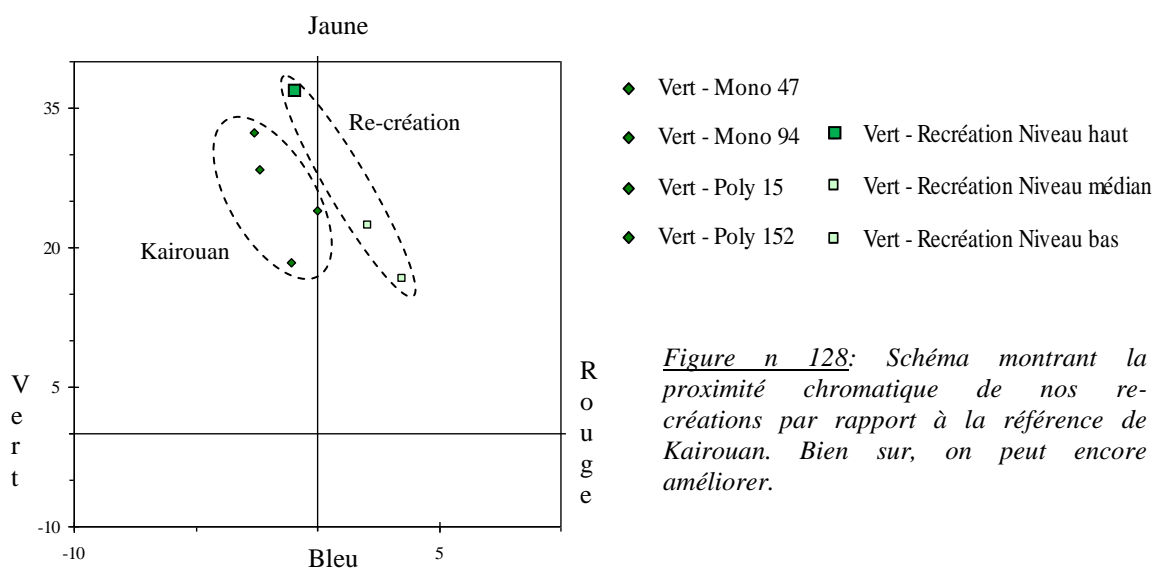 Jaune
35
20
5
-10
-10
5
Re-création
Kairouan
Vert
Rouge
Bleu
Vert - Mono 47
Vert - Mono 94
Vert - Poly 15
Vert - Poly 152
Vert - Recréation Niveau haut
Vert - Recréation Niveau médian
Vert - Recréation Niveau bas
Figure n 128: Schéma montrant la
proximité chromatique de nos re-
créations par rapport à la référence de
Kairouan. Bien sur, on peut encore
améliorer.